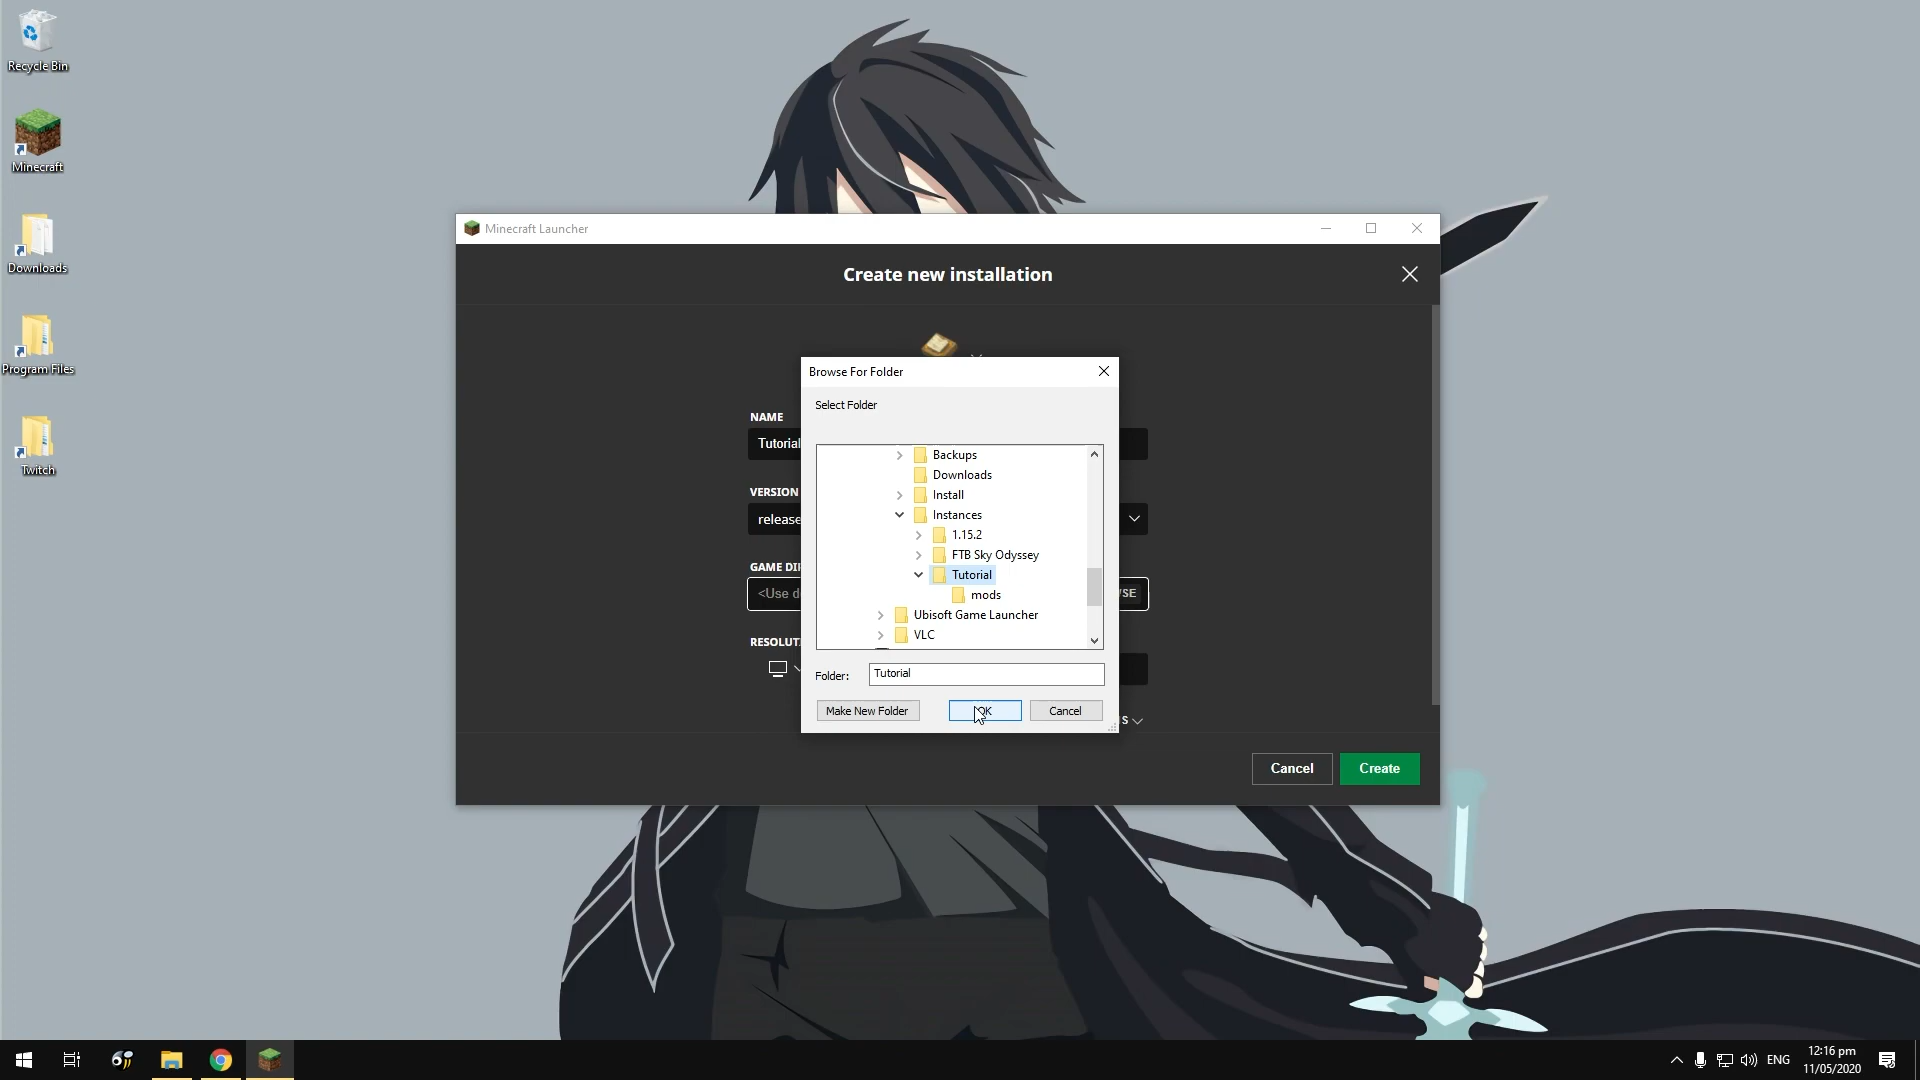 Recycle Bin
Minecraft
Downloads
Program Files
Twitch
Minecraft Launcher
Create new installation
NAME
Tutorial
VERSION
release
GAME DI
<Use d
SE
RESOLUT
S
Cancel
Create
Browse For Folder
Select Folder
Backups
Downloads
Install
Instances
1.15.2
FTB Sky Odyssey
Tutorial
mods
Ubisoft Game Launcher
VLC
Folder:
Tutorial
Make New Folder
OK
Cancel
ENG
12:16 pm
11/05/2020